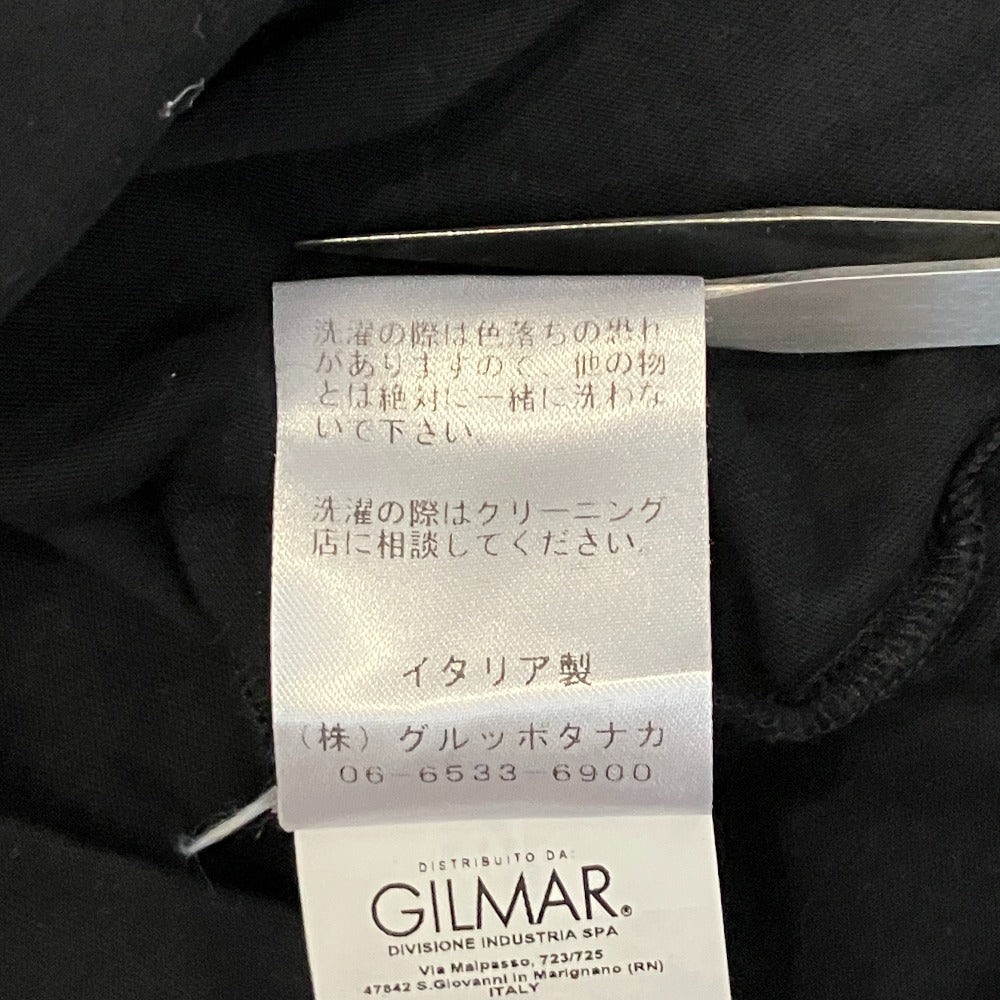 洗濯の際は色落ちの恐れ
がありますので、他の物
とは絶対に一緒に洗わな
いで下さい。
洗濯の際はクリーニング
店に相談してください。
イタリア製
（株）グルッポタナカ
06-6533-6900
DISTRIBUITO DA:
GILMAR®
DIVISIONE INDUSTRIA SPA
Via Malpasso, 723/725
47842 S.Giovanni in Marignano (RN)
ITALY